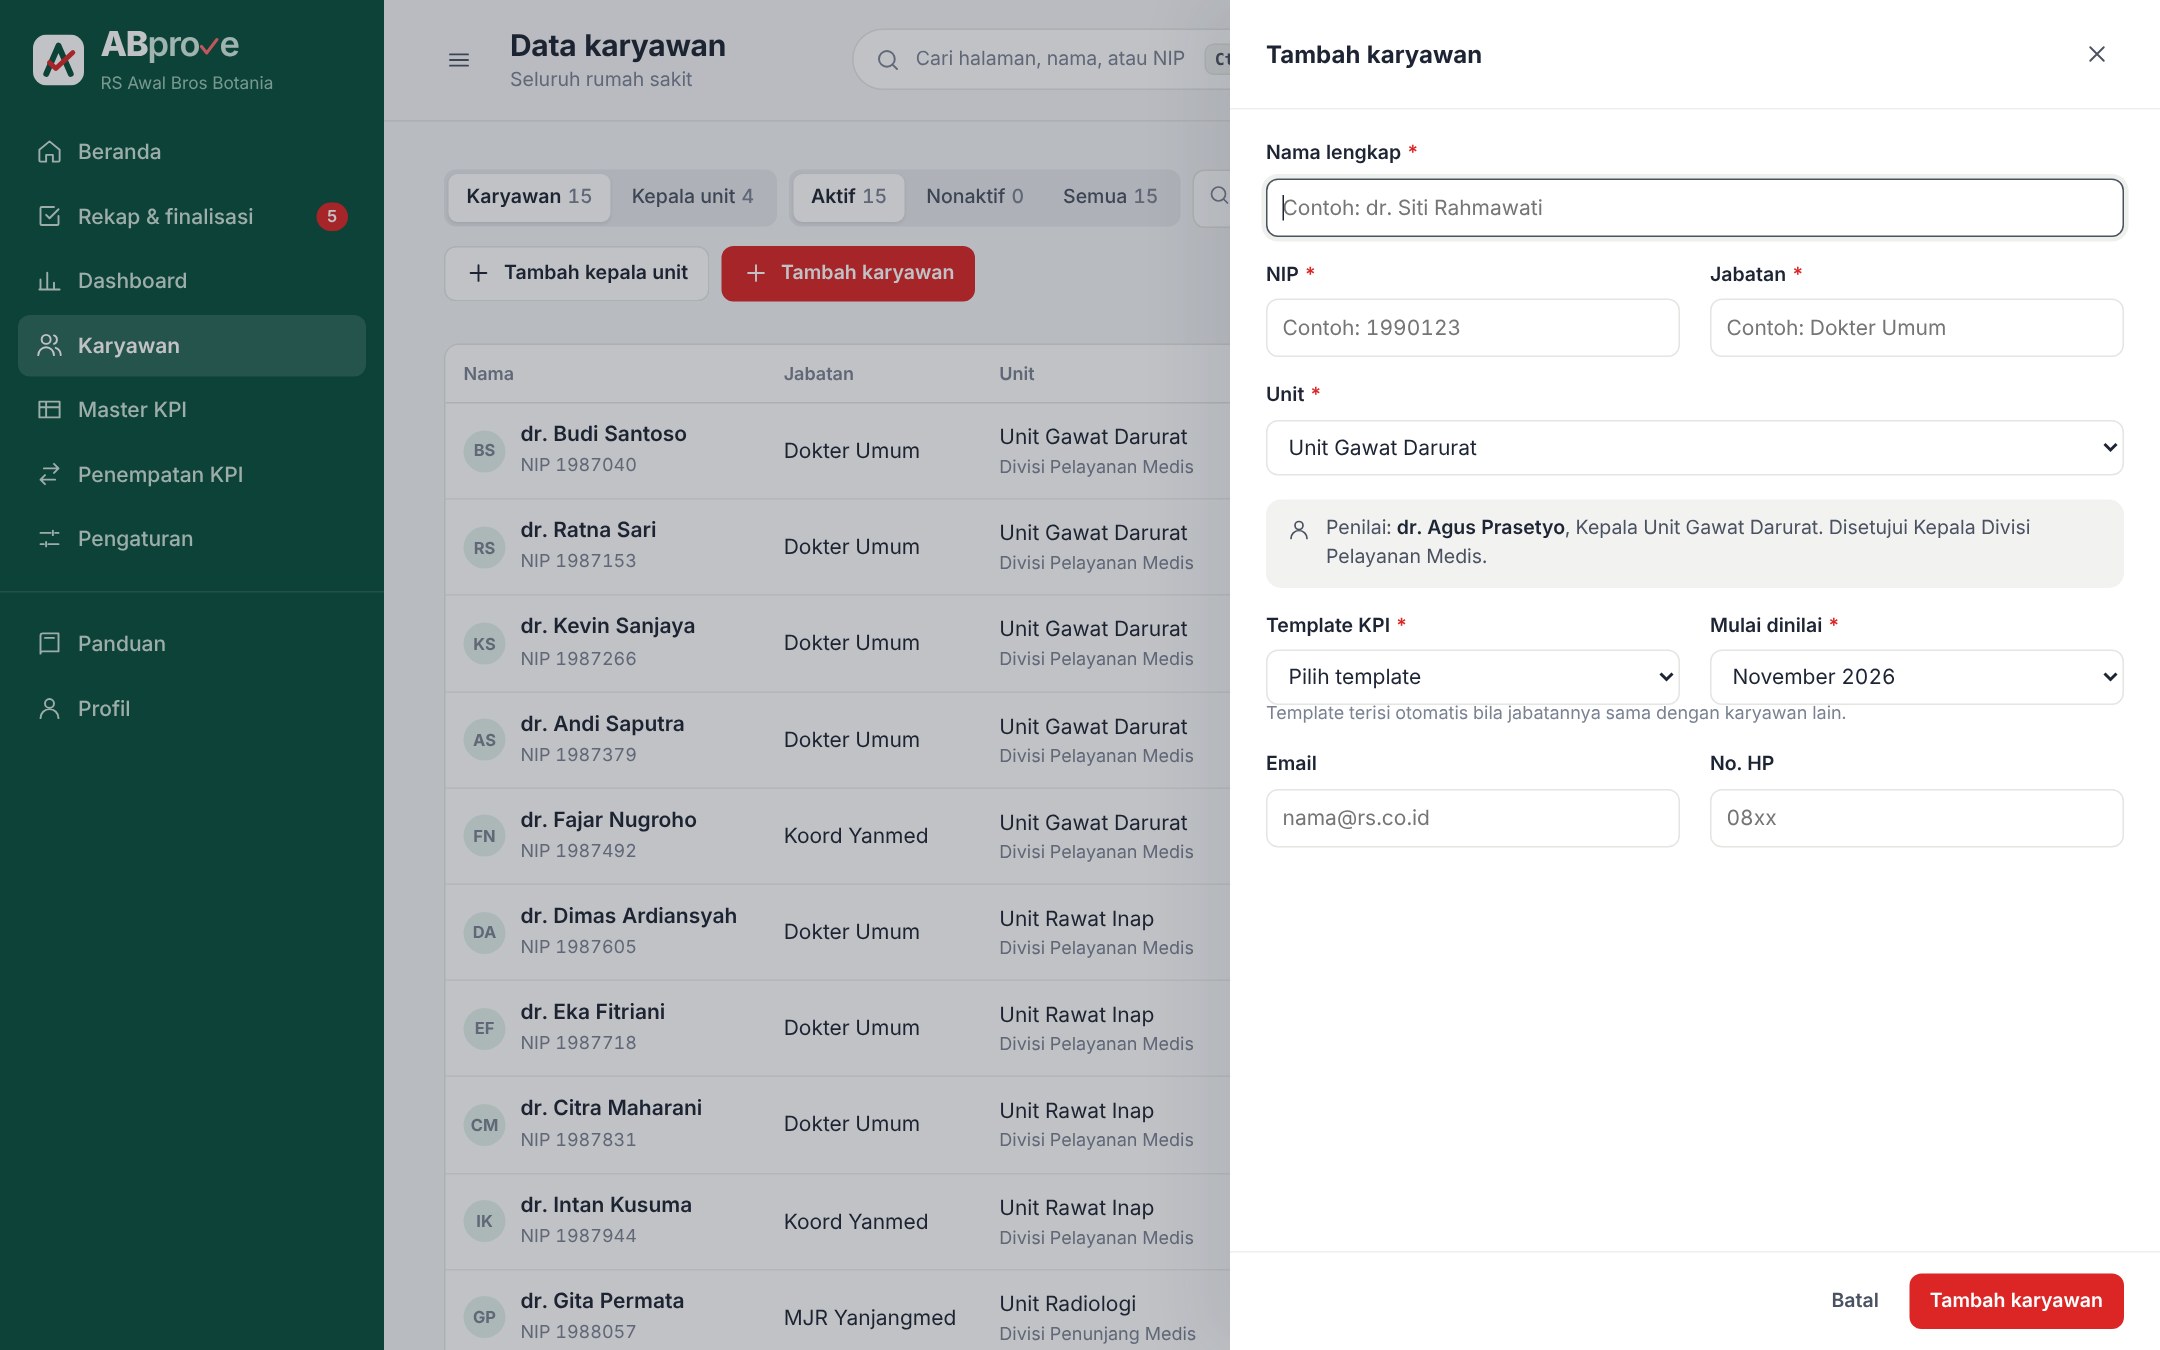 ABprove
RS Awal Bros Botania
Beranda
Rekap & finalisasi 5
Dashboard
Karyawan
Master KPI
Penempatan KPI
Pengaturan
Panduan
Profil
Data karyawan
Seluruh rumah sakit
Cari halaman, nama, atau NIP
Karyawan 15 Kepala unit 4 Aktif 15 Nonaktif 0 Semua 15
Tambah kepala unit Tambah karyawan
Nama Jabatan Unit
BS dr. Budi Santoso Dokter Umum Unit Gawat Darurat
NIP 1987040 Divisi Pelayanan Medis
RS dr. Ratna Sari Dokter Umum Unit Gawat Darurat
NIP 1987153 Divisi Pelayanan Medis
KS dr. Kevin Sanjaya Dokter Umum Unit Gawat Darurat
NIP 1987266 Divisi Pelayanan Medis
AS dr. Andi Saputra Dokter Umum Unit Gawat Darurat
NIP 1987379 Divisi Pelayanan Medis
FN dr. Fajar Nugroho Koord Yanmed Unit Gawat Darurat
NIP 1987492 Divisi Pelayanan Medis
DA dr. Dimas Ardiansyah Dokter Umum Unit Rawat Inap
NIP 1987605 Divisi Pelayanan Medis
EF dr. Eka Fitriani Dokter Umum Unit Rawat Inap
NIP 1987718 Divisi Pelayanan Medis
CM dr. Citra Maharani Dokter Umum Unit Rawat Inap
NIP 1987831 Divisi Pelayanan Medis
IK dr. Intan Kusuma Koord Yanmed Unit Rawat Inap
NIP 1987944 Divisi Pelayanan Medis
GP dr. Gita Permata MJR Yanjangmed Unit Radiologi
NIP 1988057 Divisi Penunjang Medis
Tambah karyawan
Nama lengkap *
Contoh: dr. Siti Rahmawati
NIP * Jabatan *
Contoh: 1990123 Contoh: Dokter Umum
Unit *
Unit Gawat Darurat
Penilai: dr. Agus Prasetyo, Kepala Unit Gawat Darurat. Disetujui Kepala Divisi
Pelayanan Medis.
Template KPI * Mulai dinilai *
Pilih template November 2026
Template terisi otomatis bila jabatannya sama dengan karyawan lain.
Email No. HP
nama@rs.co.id 08xx
Batal Tambah karyawan